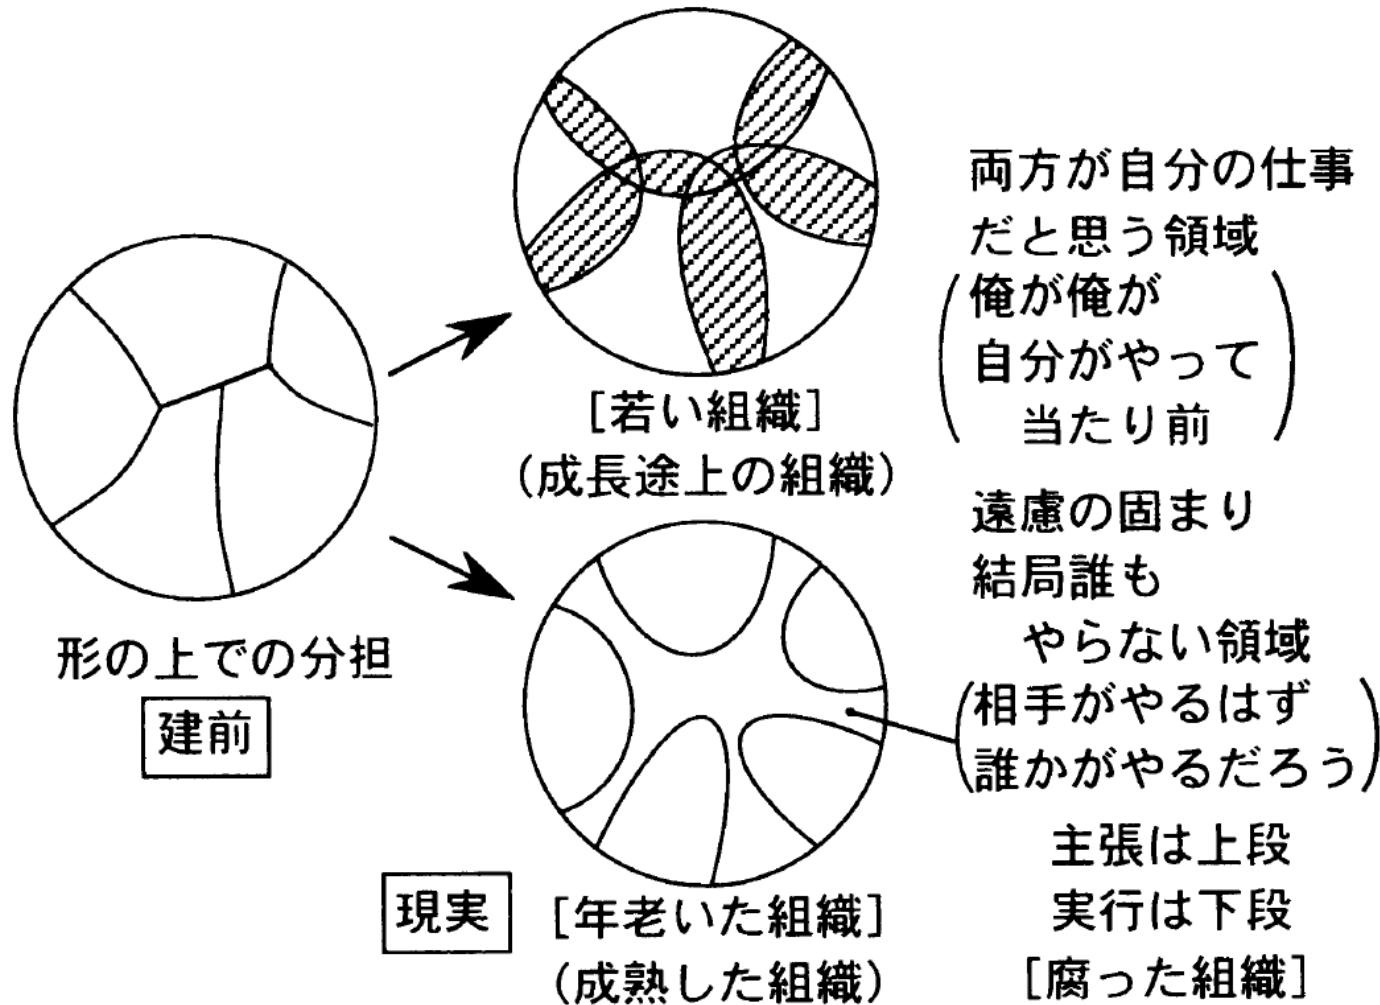 形の上での分担
建前
[若い組織]
(成長途上の組織)
両方が自分の仕事
だと思う領域
(俺が俺が
自分がやって
当たり前)
現実
[年老いた組織]
(成熟した組織)
遠慮の固まり
結局誰も
やらない領域
(相手がやるはず
誰かがやるだろう)
主張は上段
実行は下段
[腐った組織]